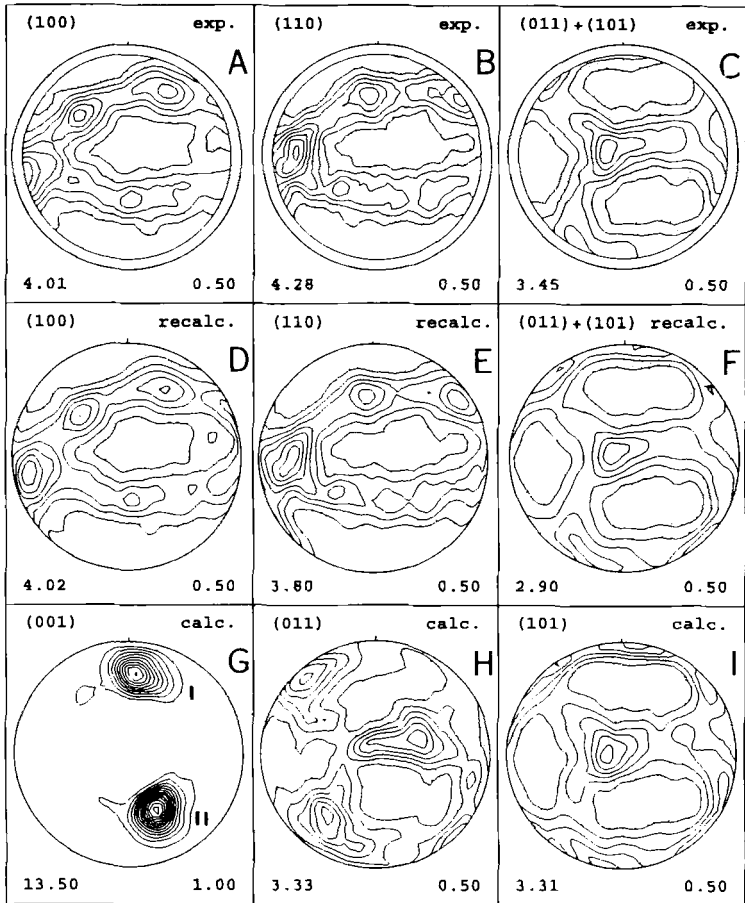 (100) exp.
A
4.01 0.50
(110) exp.
B
4.28 0.50
(011)+(101) exp.
C
3.45 0.50
(100) recalc.
D
4.02 0.50
(110) recalc.
E
3.80 0.50
(011)+(101) recalc.
F
2.90 0.50
(001) calc.
G
I
II
13.50 1.00
(011) calc.
H
3.33 0.50
(101) calc.
I
3.31 0.50